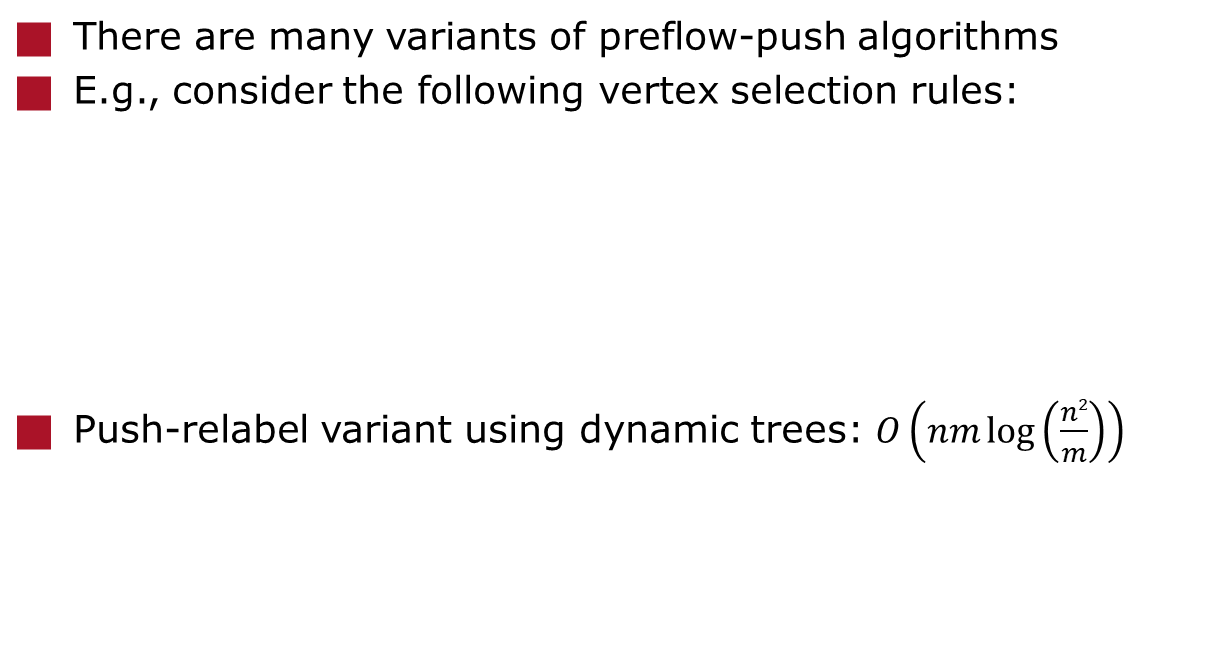 There are many variants of preflow-push algorithms
E.g., consider the following vertex selection rules:
Push-relabel variant using dynamic trees: O(nm log(n²/m))